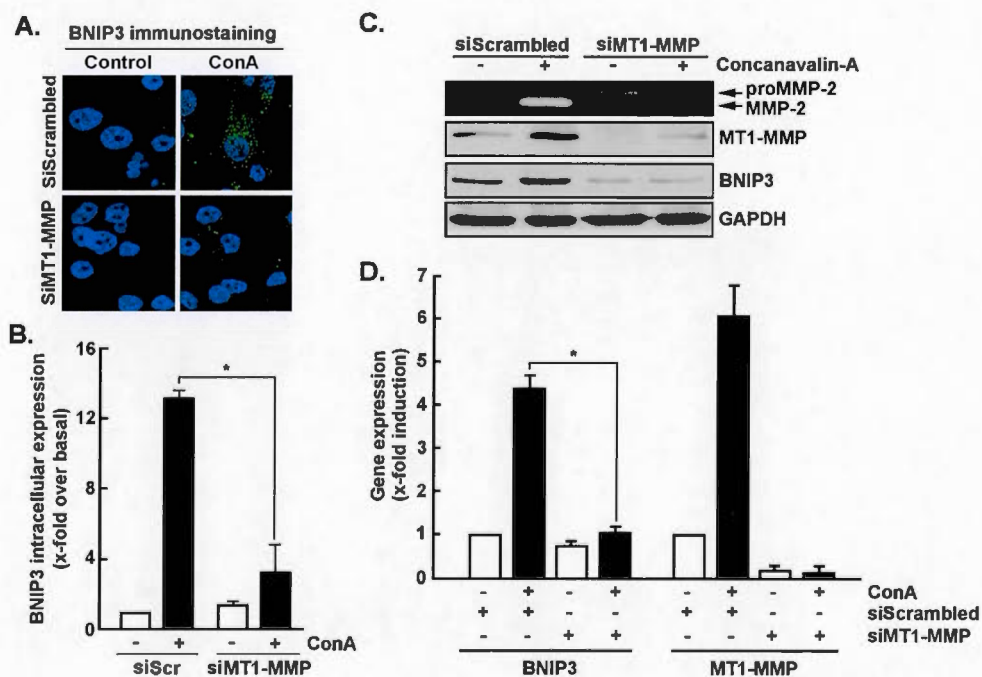 A.
BNIP3 immunostaining
Control ConA
SiScrambled
SiMT1-MMP
B.
BNIP3 intracellular expression
(x-fold over basal)
16
12
8
4
0
*
- + - + ConA
siScr siMT1-MMP
C.
siScrambled siMT1-MMP
- + - + Concanavalin-A
proMMP-2
MMP-2
MT1-MMP
BNIP3
GAPDH
D.
Gene expression
(x-fold induction)
7
6
5
4
3
2
1
0
*
- + - + - + - + ConA
+ + - - + + - - siScrambled
- - + + - - + + siMT1-MMP
BNIP3 MT1-MMP